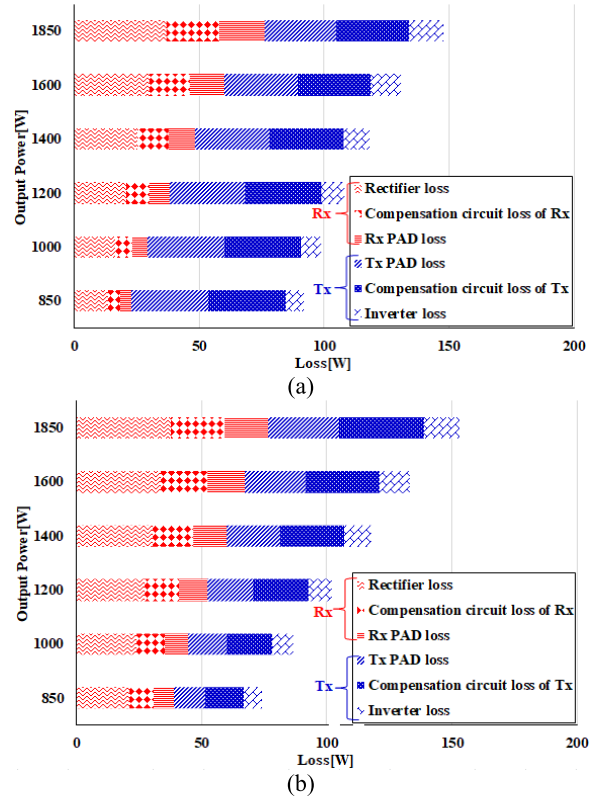 1850
1600
1400
1200
1000
850
Output Power[W]
Rx
Tx
Rectifier loss
Compensation circuit loss of Rx
Rx PAD loss
Tx PAD loss
Compensation circuit loss of Tx
Inverter loss
0
50
100
150
200
Loss[W]
(a)
1850
1600
1400
1200
1000
850
Output Power[W]
Rx
Tx
Rectifier loss
Compensation circuit loss of Rx
Rx PAD loss
Tx PAD loss
Compensation circuit loss of Tx
Inverter loss
0
50
100
150
200
Loss[W]
(b)